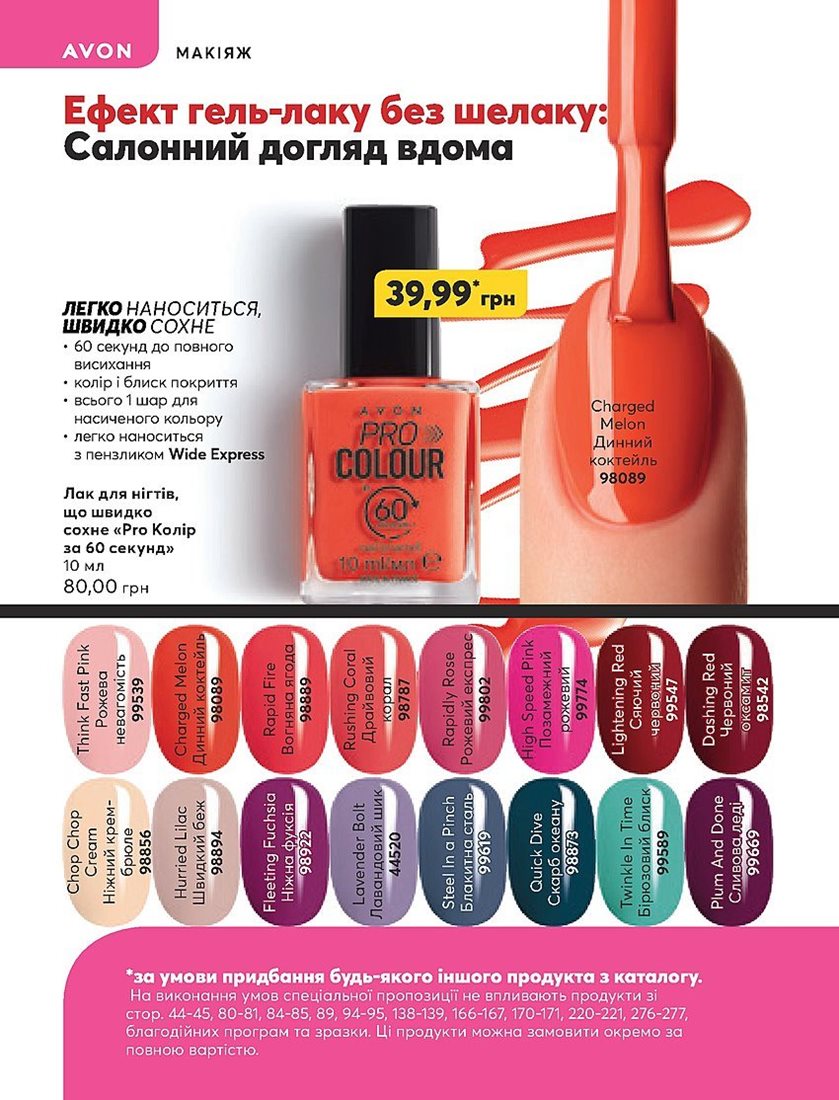 AVON
МАКІЯЖ
Ефект гель-лаку без шелаку:
Салонний догляд вдома
39,99* грн
ЛЕГКО НАНОСИТЬСЯ,
ШВИДКО СОХНЕ
• 60 секунд до повного
висихання
• колір і блиск покриття
• всього 1 шар для
насиченого кольору
• легко наноситься
з пензликом Wide Express
Лак для нігтів,
що швидко
сохне «Pro Колір
за 60 секунд»
10 мл
80,00 грн
AVON
PRO
COLOUR
60
10 ml/мл
Charged
Melon
Динний
коктейль
98089
Think Fast Pink
Рожева
невагомість
99539
Charged Melon
Динний коктейль
98089
Rapid Fire
Вогняна ягода
98889
Rushing Coral
Драйвовий
корал
98787
Rapidly Rose
Рожевий експрес
99802
High Speed Pink
Позамежний
рожевий
99774
Lightening Red
Сяючий
червоний
99547
Dashing Red
Червоний
оксамит
98542
Chop Chop
Cream
Ніжний крем-
брюле
98856
Hurried Lilac
Швидкий беж
98894
Fleeting Fuchsia
Ніжна фуксія
98922
Lavender Bolt
Лавандовий шик
44520
Steel In a Pinch
Блакитна сталь
99619
Quick Dive
Скарб океану
98873
Twinkle In Time
Бірюзовий блиск
99589
Plum And Done
Сливова леді
99669
*за умови придбання будь-якого іншого продукта з каталогу.
На виконання умов спеціальної пропозиції не впливають продукти зі
стор. 44-45, 80-81, 84-85, 89, 94-95, 138-139, 166-167, 170-171, 220-221, 276-277,
благодійних програм та зразки. Ці продукти можна замовити окремо за
повною вартістю.